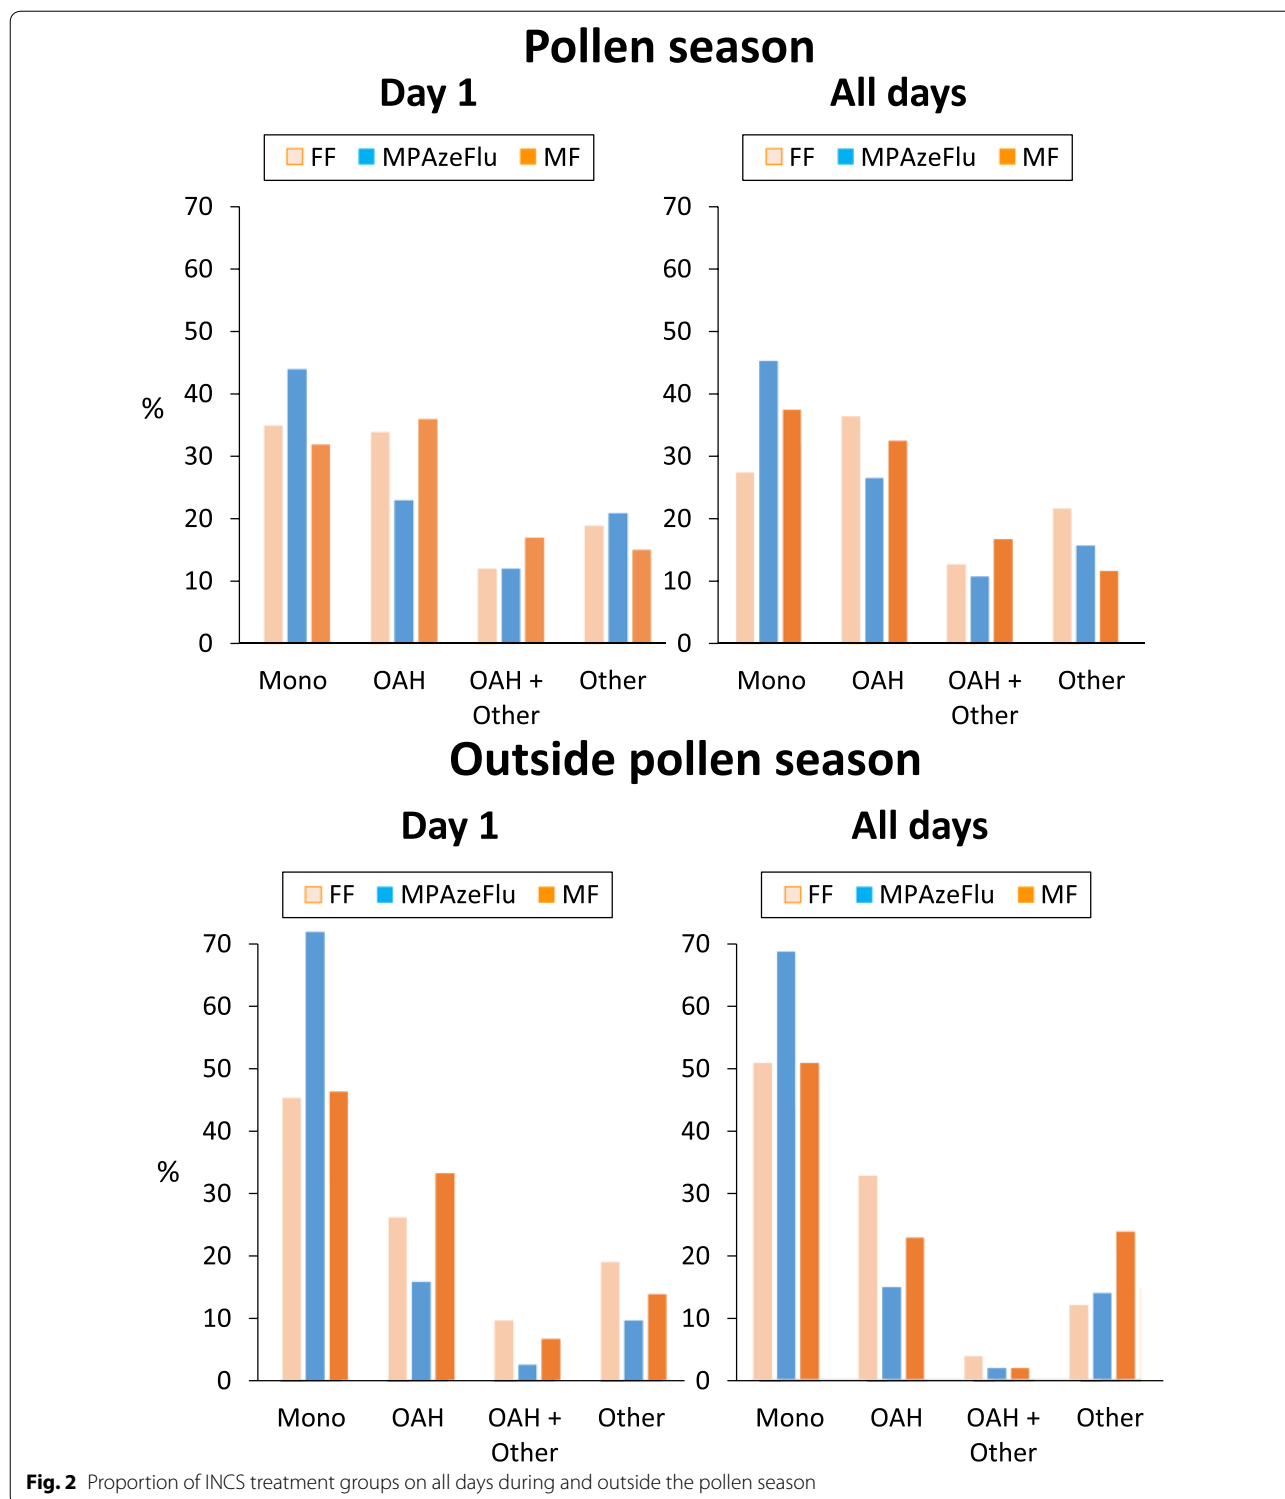 Pollen season
Day 1
All days
FF MPAzeFlu MF
FF MPAzeFlu MF
70
60
50
40
30
20
10
0
%
Mono OAH OAH + Other
Other
70
60
50
40
30
20
10
0
Mono OAH OAH + Other
Other
Outside pollen season
Day 1
All days
FF MPAzeFlu MF
FF MPAzeFlu MF
70
60
50
40
30
20
10
0
%
Mono OAH OAH + Other
Other
70
60
50
40
30
20
10
0
Mono OAH OAH + Other
Other
Fig. 2 Proportion of INCS treatment groups on all days during and outside the pollen season